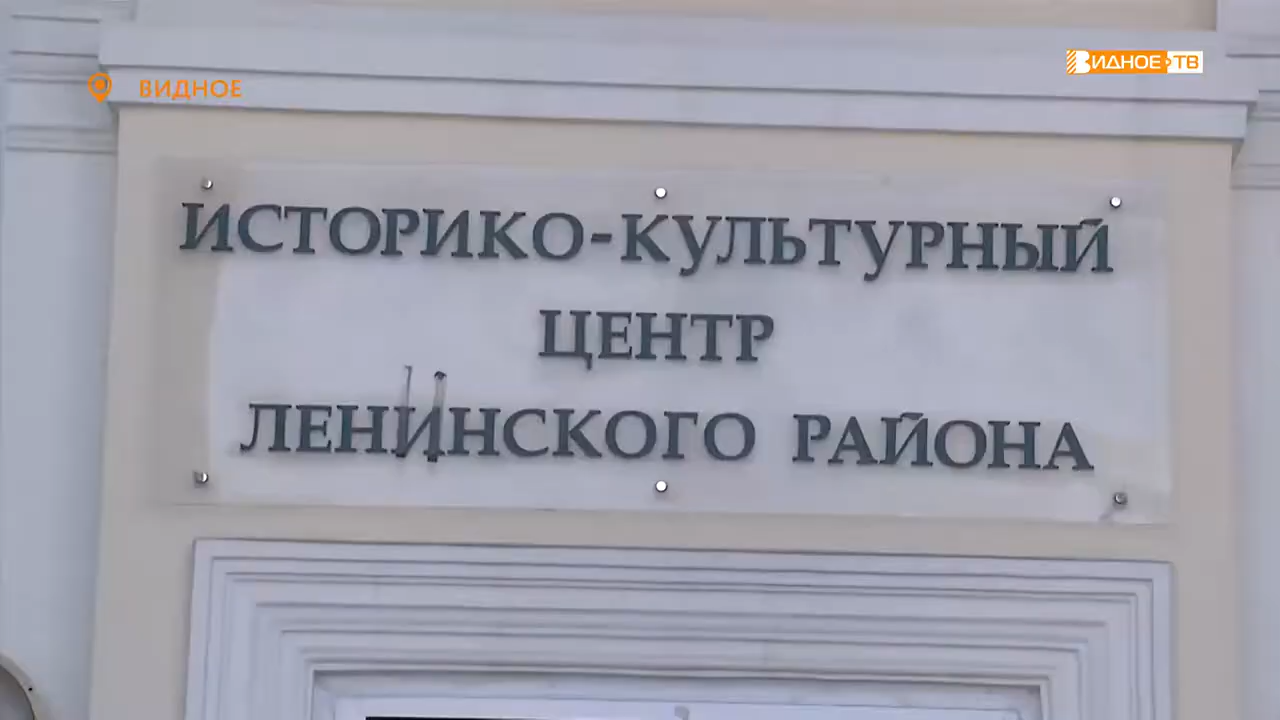 ВИДНОЕ
ВИДНОЕ ТВ
ИСТОРИКО-КУЛЬТУРНЫЙ
ЦЕНТР
ЛЕНИНСКОГО РАЙОНА